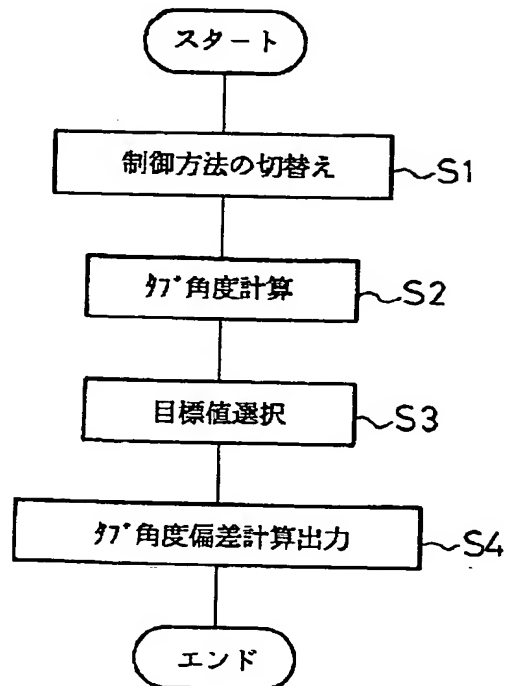 スタート
制御方法の切替え
S1
ﾀﾌﾞ角度計算
S2
目標値選択
S3
ﾀﾌﾞ角度偏差計算出力
S4
エンド